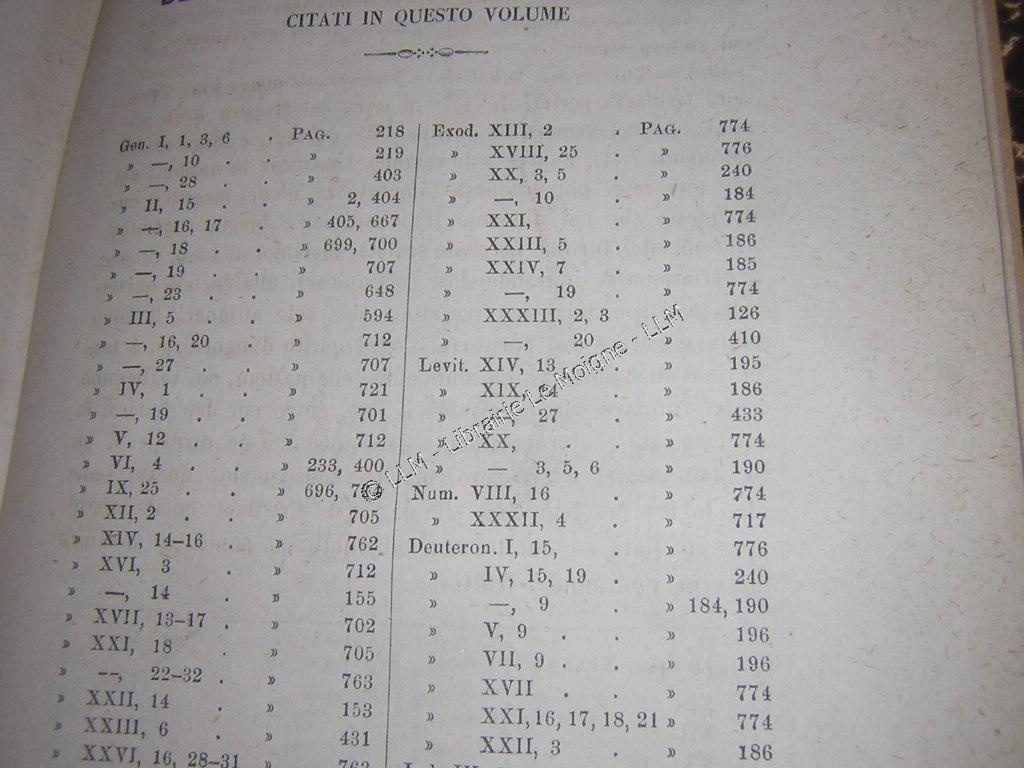 CITATI IN QUESTO VOLUME
Gen. I, 1, 3, 6 . PAG. 218
» —, 10 . . » 219
» —, 28 . . » 403
» II, 15 . . » 2, 404
» —, 16, 17 . » 405, 667
» —, 18 . . » 699, 700
» —, 19 . . » 707
» —, 23 . . » 648
» III, 5 . . » 594
» —, 16, 20 . » 712
» —, 27 . . » 707
» IV, 1 . . » 721
» —, 19 . . » 701
» V, 12 . . » 712
» VI, 4 . . » 233, 400
» IX, 25 . . » 696,
» XII, 2 . . » 705
» XIV, 14-16 . » 762
» XVI, 3 . » 712
» —, 14 . » 155
» XVII, 13-17 . » 702
» XXI, 18 . » 705
» —, 22-32 . » 763
» XXII, 14 . » 153
» XXIII, 6 . » 431
» XXVI, 16, 28-31 » 763
Exod. XIII, 2 . PAG. 774
» XVIII, 25 » 776
» XX, 3, 5 . » 240
» —, 10 . » 184
» XXI, . » 774
» XXIII, 5 . » 186
» XXIV, 7 . » 185
» —, 19 . » 774
» XXXIII, 2, 3 » 126
» —, 20 » 410
Levit. XIV, 13 . » 195
» XIX, 24 » 186
» —, 27 » 433
» XX, . . » 774
» — 3, 5, 6 . » 190
Num. VIII, 16 . » 774
» XXXII, 4 . » 717
Deuteron. I, 15, . » 776
» IV, 15, 19 . » 240
» —, 9 . » 184, 190
» V, 9 . . » 196
» VII, 9 . . » 196
» XVII . . » 774
» XXI, 16, 17, 18, 21 » 774
» XXII, 3 . » 186
© LLM - Librairie Le Moigne - LLM